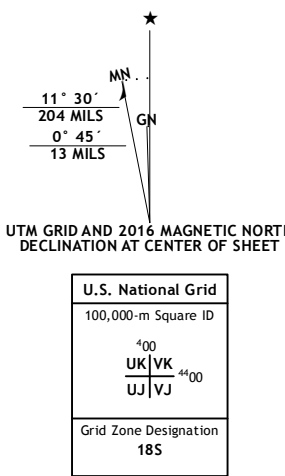 MN
11° 30´
204 MILS
GN
0° 45´
13 MILS
UTM GRID AND 2016 MAGNETIC NORTH
DECLINATION AT CENTER OF SHEET
U.S. National Grid
100,000-m Square ID
⁴00
UK VK
⁴⁴00
UJ VJ
Grid Zone Designation
18S